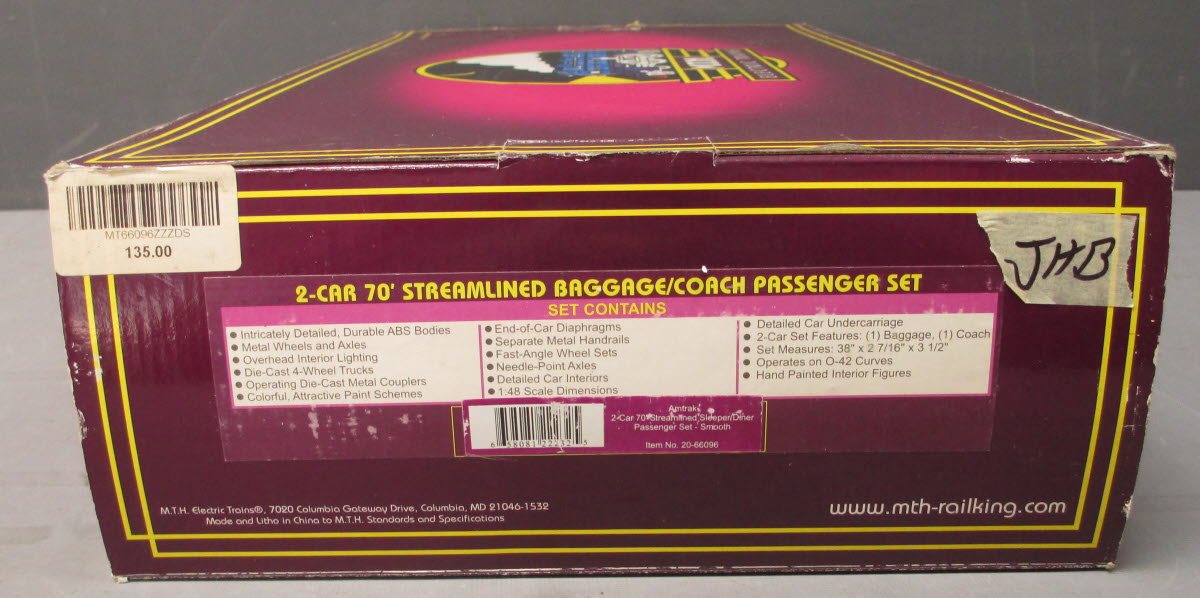 MTH
MT66096ZZZDS
135.00
JHB
2-CAR 70' STREAMLINED BAGGAGE/COACH PASSENGER SET
SET CONTAINS
• Intricately Detailed, Durable ABS Bodies
• Metal Wheels and Axles
• Overhead Interior Lighting
• Die-Cast 4-Wheel Trucks
• Operating Die-Cast Metal Couplers
• Colorful, Attractive Paint Schemes
• End-of-Car Diaphragms
• Separate Metal Handrails
• Fast-Angle Wheel Sets
• Needle-Point Axles
• Detailed Car Interiors
• 1:48 Scale Dimensions
• Detailed Car Undercarriage
• 2-Car Set Features: (1) Baggage, (1) Coach
• Set Measures: 38" x 2 7/16" x 3 1/2"
• Operates on O-42 Curves
• Hand Painted Interior Figures
Amtrak
2-Car 70' Streamlined Sleeper/Diner
Passenger Set - Smooth
Item No. 20-66096
6 58081 22232 5
M.T.H. Electric Trains®, 7020 Columbia Gateway Drive, Columbia, MD 21046-1532
Made and Litho in China to M.T.H. Standards and Specifications
www.mth-railking.com